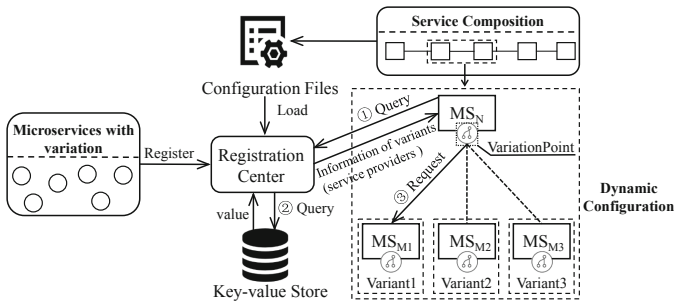 Service Composition
Configuration Files
Load
① Query
MS_N
Microservices with
variation
Register
Registration
Center
Information of variants
(service providers )
VariationPoint
③ Request
Dynamic
Configuration
value
② Query
MS_M1
MS_M2
MS_M3
Variant1
Variant2
Variant3
Key-value Store